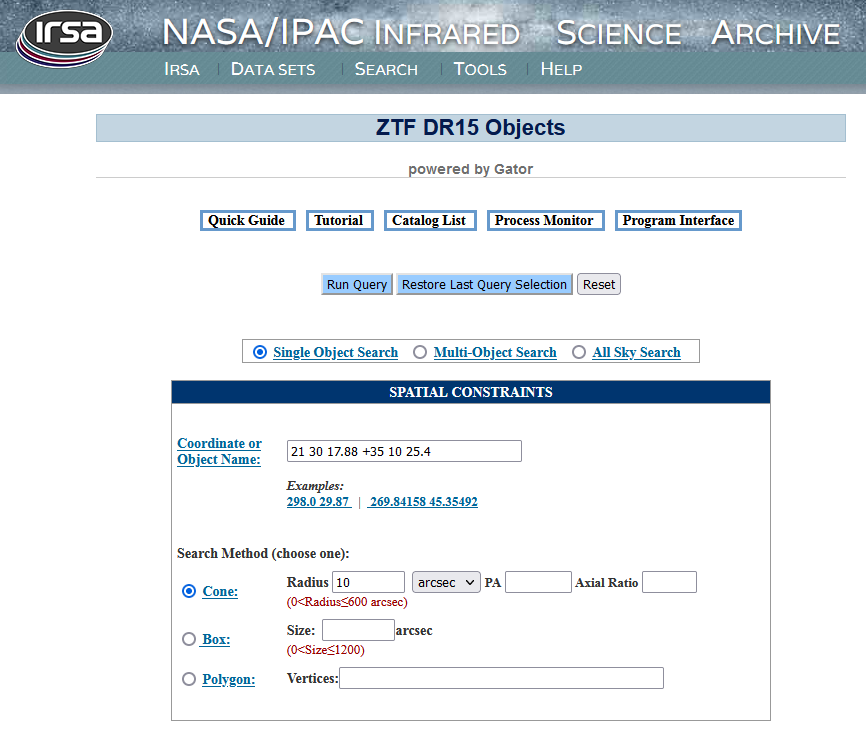 irsa
NASA/IPAC INFRARED SCIENCE ARCHIVE
IRSA DATA SETS SEARCH TOOLS HELP
ZTF DR15 Objects
powered by Gator
Quick Guide Tutorial Catalog List Process Monitor Program Interface
Run Query Restore Last Query Selection Reset
Single Object Search Multi-Object Search All Sky Search
SPATIAL CONSTRAINTS
Coordinate or
Object Name:
21 30 17.88 +35 10 25.4
Examples:
298.0 29.87 | 269.84158 45.35492
Search Method (choose one):
Cone: Radius 10 arcsec PA Axial Ratio
(0<Radius≤600 arcsec)
Box: Size: arcsec
(0<Size≤1200)
Polygon: Vertices: